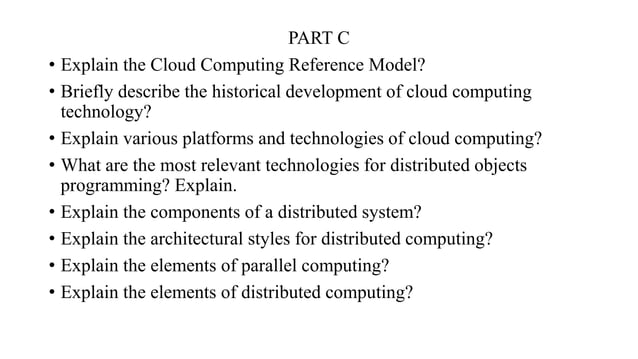 PART C
• Explain the Cloud Computing Reference Model?
• Briefly describe the historical development of cloud computing
technology?
• Explain various platforms and technologies of cloud computing?
• What are the most relevant technologies for distributed objects
programming? Explain.
• Explain the components of a distributed system?
• Explain the architectural styles for distributed computing?
• Explain the elements of parallel computing?
• Explain the elements of distributed computing?